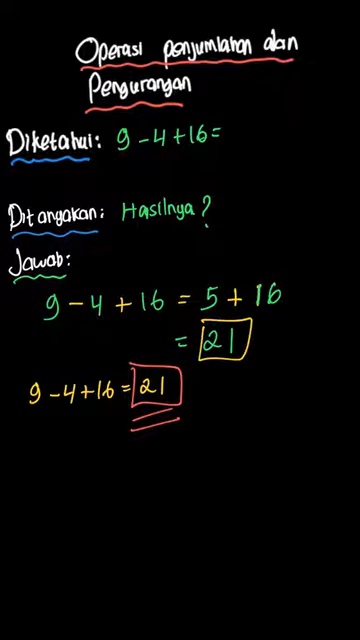 Operasi penjumlahan dan
Pengurangan
Diketahui: 9 - 4 + 16 =
Ditanyakan: Hasilnya?
Jawab:
9 - 4 + 16 = 5 + 16
= 21
9 - 4 + 16 = 21